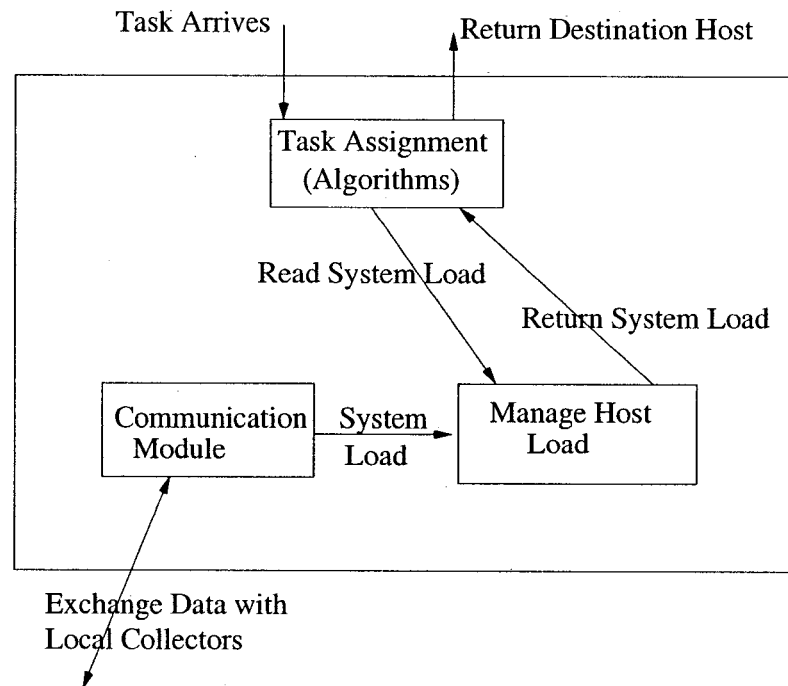 Task Arrives
Return Destination Host
Task Assignment
(Algorithms)
Read System Load
Return System Load
Communication
Module
System
Load
Manage Host
Load
Exchange Data with
Local Collectors